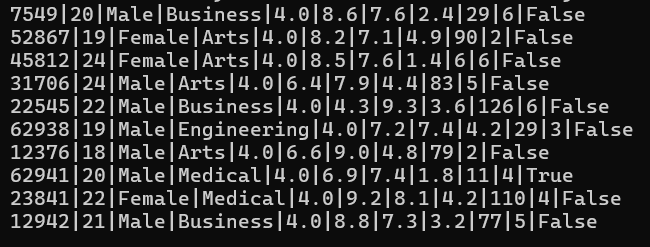 7549|20|Male|Business|4.0|8.6|7.6|2.4|29|6|False
52867|19|Female|Arts|4.0|8.2|7.1|4.9|90|2|False
45812|24|Female|Arts|4.0|8.5|7.6|1.4|6|6|False
31706|24|Male|Arts|4.0|6.4|7.9|4.4|83|5|False
22545|22|Male|Business|4.0|4.3|9.3|3.6|126|6|False
62938|19|Male|Engineering|4.0|7.2|7.4|4.2|29|3|False
12376|18|Male|Arts|4.0|6.6|9.0|4.8|79|2|False
62941|20|Male|Medical|4.0|6.9|7.4|1.8|11|4|True
23841|22|Female|Medical|4.0|9.2|8.1|4.2|110|4|False
12942|21|Male|Business|4.0|8.8|7.3|3.2|77|5|False